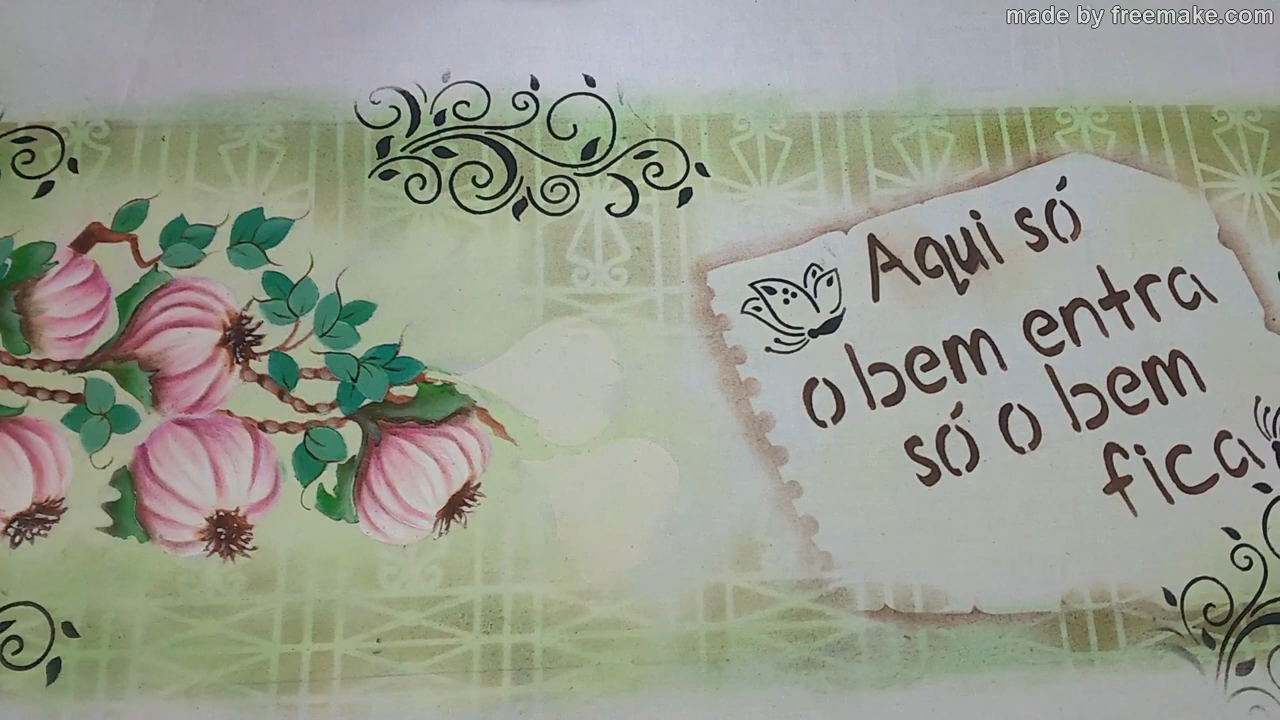 made by freemake.com
Aqui só
o bem entra
só o bem
fica